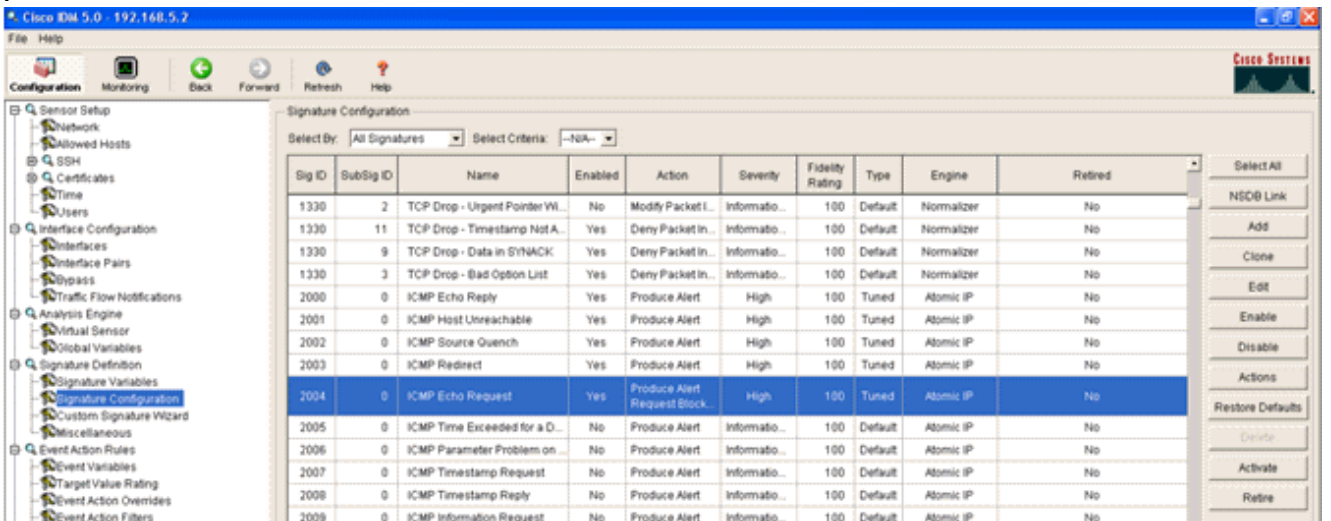 Cisco IDM 5.0 - 192.168.5.2
File Help
Configuration Monitoring Back Forward Refresh Help
CISCO SYSTEMS
Sensor Setup
Network
Allowed Hosts
SSH
Certificates
Time
Users
Interface Configuration
Interfaces
Interface Pairs
Bypass
Traffic Flow Notifications
Analysis Engine
Virtual Sensor
Global Variables
Signature Definition
Signature Variables
Signature Configuration
Custom Signature Wizard
Miscellaneous
Event Action Rules
Event Variables
Target Value Rating
Event Action Overrides
Event Action Filters
Signature Configuration
Select By: All Signatures Select Criteria: --N/A--
Sig ID SubSig ID Name Enabled Action Severity Fidelity Rating Type Engine Retired
1330 2 TCP Drop - Urgent Pointer Wi... No Modify Packet I... Informatio... 100 Default Normalizer No
1330 11 TCP Drop - Timestamp Not A... Yes Deny Packet In... Informatio... 100 Default Normalizer No
1330 9 TCP Drop - Data in SYNACK Yes Deny Packet In... Informatio... 100 Default Normalizer No
1330 3 TCP Drop - Bad Option List Yes Deny Packet In... Informatio... 100 Default Normalizer No
2000 0 ICMP Echo Reply Yes Produce Alert High 100 Tuned Atomic IP No
2001 0 ICMP Host Unreachable Yes Produce Alert High 100 Tuned Atomic IP No
2002 0 ICMP Source Quench Yes Produce Alert High 100 Tuned Atomic IP No
2003 0 ICMP Redirect Yes Produce Alert High 100 Tuned Atomic IP No
2004 0 ICMP Echo Request Yes Produce Alert Request Block... High 100 Tuned Atomic IP No
2005 0 ICMP Time Exceeded for a D... No Produce Alert Informatio... 100 Default Atomic IP No
2006 0 ICMP Parameter Problem on ... No Produce Alert Informatio... 100 Default Atomic IP No
2007 0 ICMP Timestamp Request No Produce Alert Informatio... 100 Default Atomic IP No
2008 0 ICMP Timestamp Reply No Produce Alert Informatio... 100 Default Atomic IP No
2009 0 ICMP Information Request No Produce Alert Informatio... 100 Default Atomic IP No
Select All
NSDB Link
Add
Clone
Edit
Enable
Disable
Actions
Restore Defaults
Delete
Activate
Retire